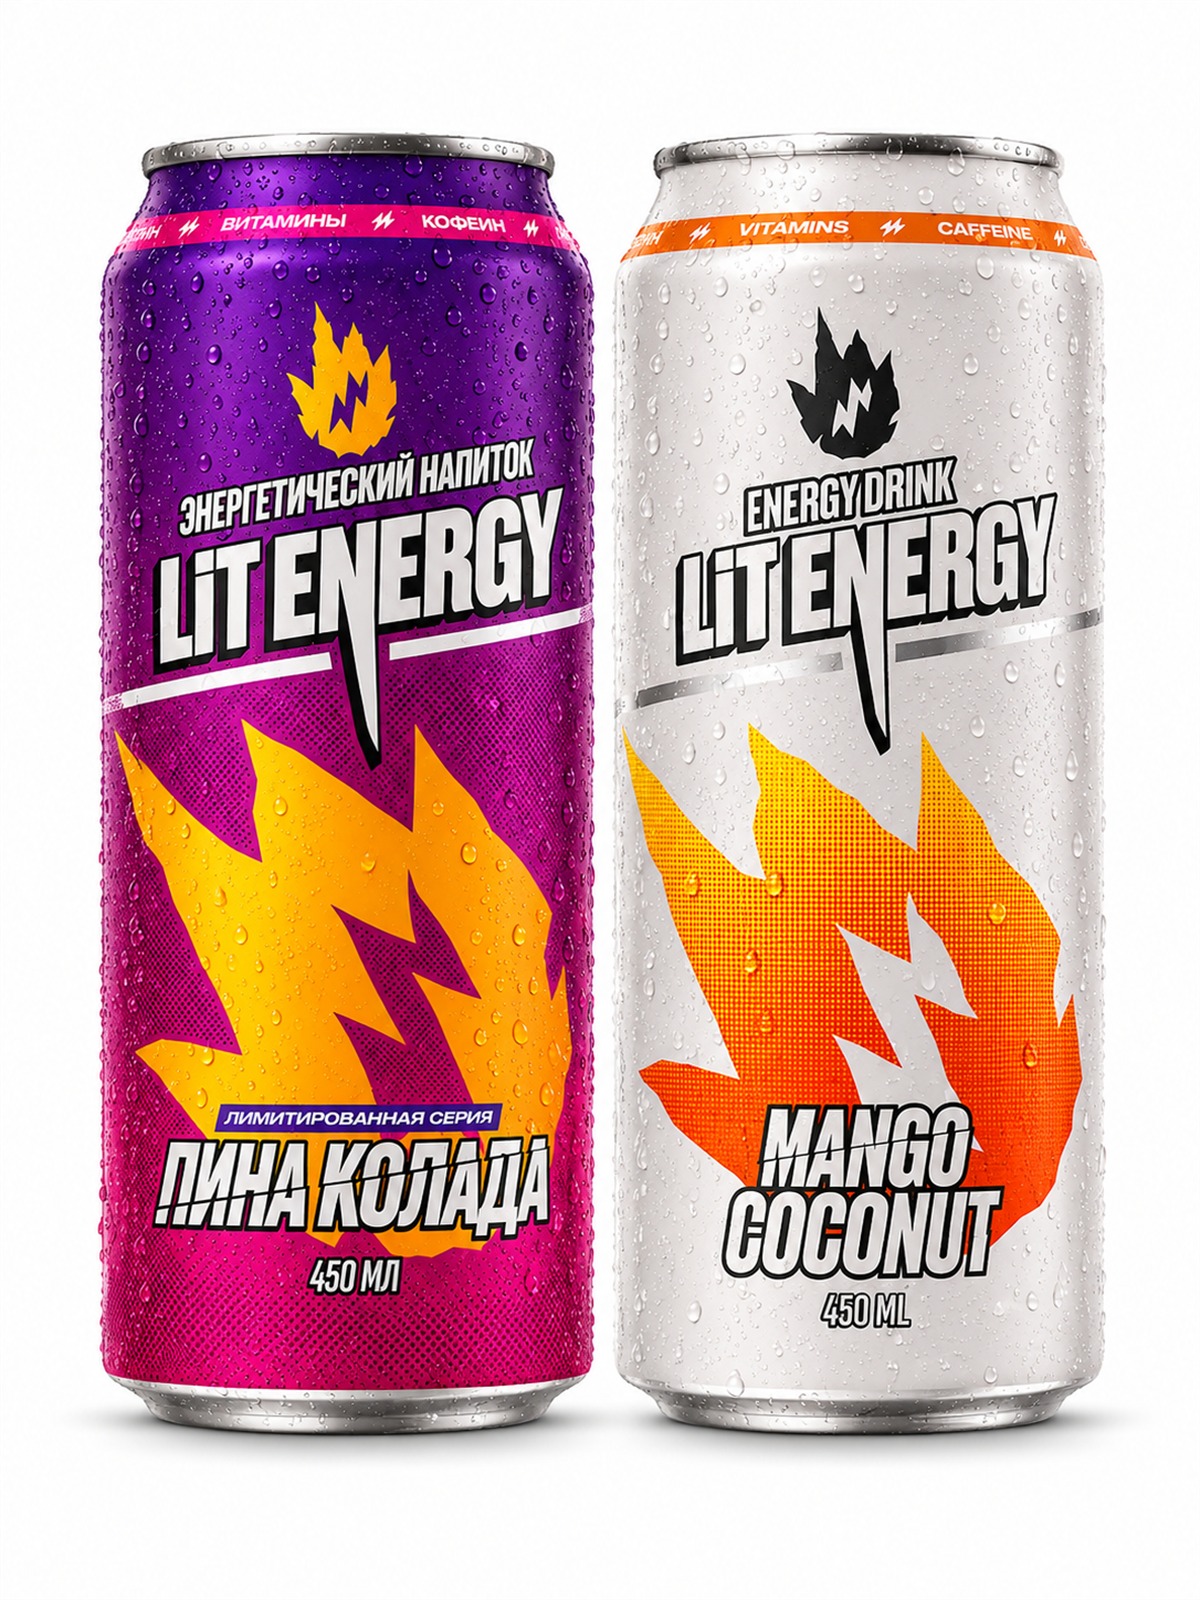 ВИТАМИНЫ КОФЕИН
ЭНЕРГЕТИЧЕСКИЙ НАПИТОК
LiT ENERGY
ЛИМИТИРОВАННАЯ СЕРИЯ
ПИНА КОЛАДА
450 МЛ
VITAMINS CAFFEINE
ENERGY DRINK
LiT ENERGY
MANGO
COCONUT
450 ML